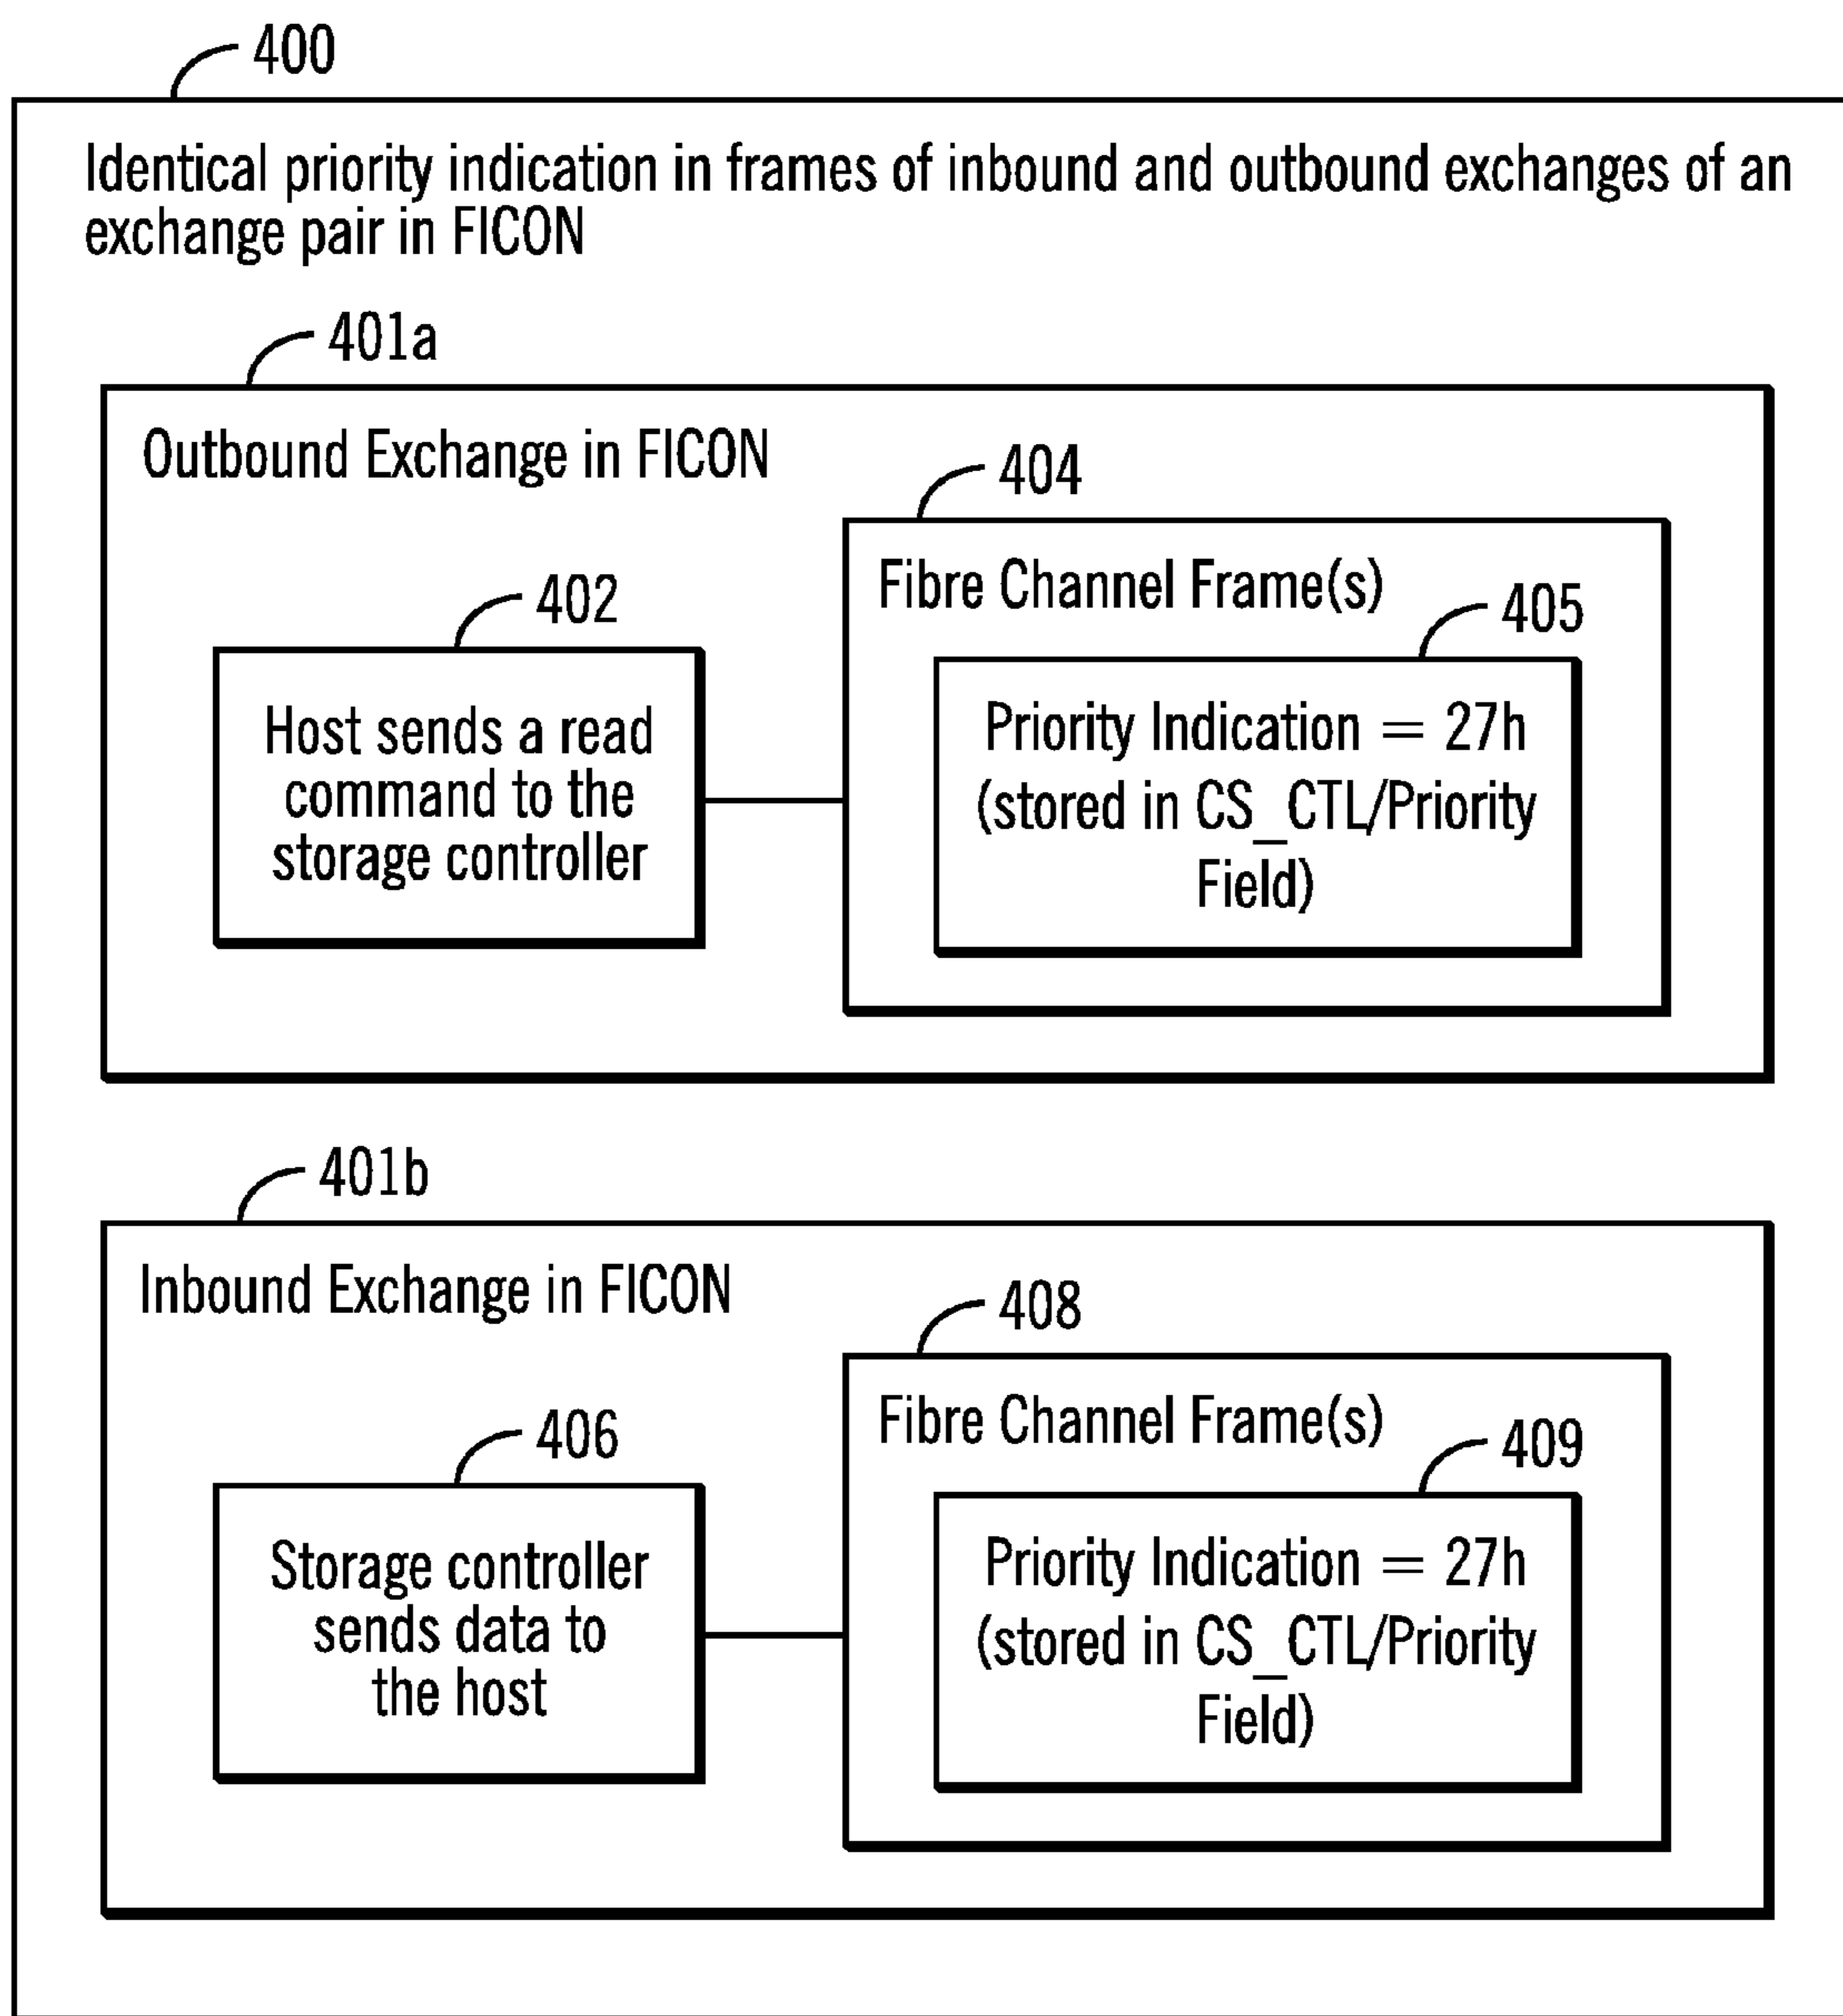 400
Identical priority indication in frames of inbound and outbound exchanges of an
exchange pair in FICON
401a
Outbound Exchange in FICON
404
Fibre Channel Frame(s)
402
405
Host sends a read
command to the
storage controller
Priority Indication = 27h
(stored in CS_CTL/Priority
Field)
401b
Inbound Exchange in FICON
408
Fibre Channel Frame(s)
406
409
Storage controller
sends data to
the host
Priority Indication = 27h
(stored in CS_CTL/Priority
Field)